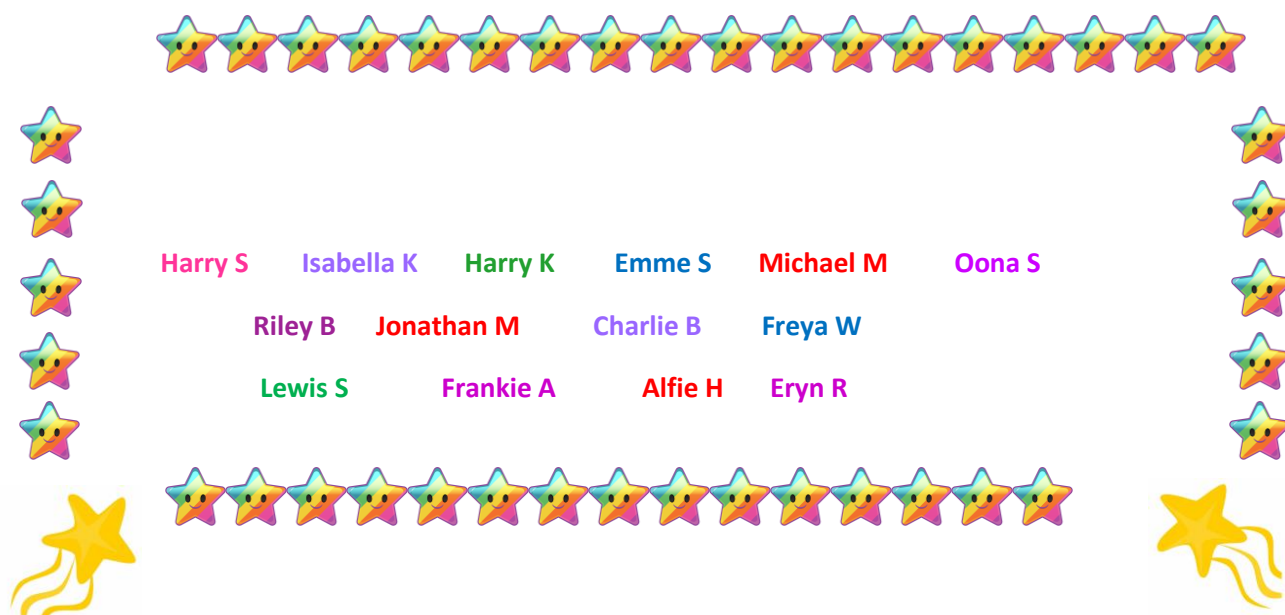 Harry S Isabella K Harry K Emme S Michael M Oona S
Riley B Jonathan M Charlie B Freya W
Lewis S Frankie A Alfie H Eryn R